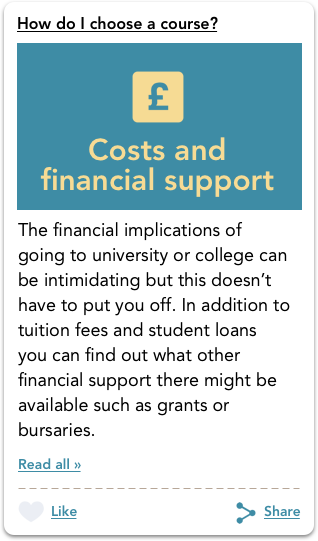 How do I choose a course?
£
Costs and
financial support
The financial implications of
going to university or college can
be intimidating but this doesn’t
have to put you off. In addition to
tuition fees and student loans
you can find out what other
financial support there might be
available such as grants or
bursaries.
Read all »
Like
Share